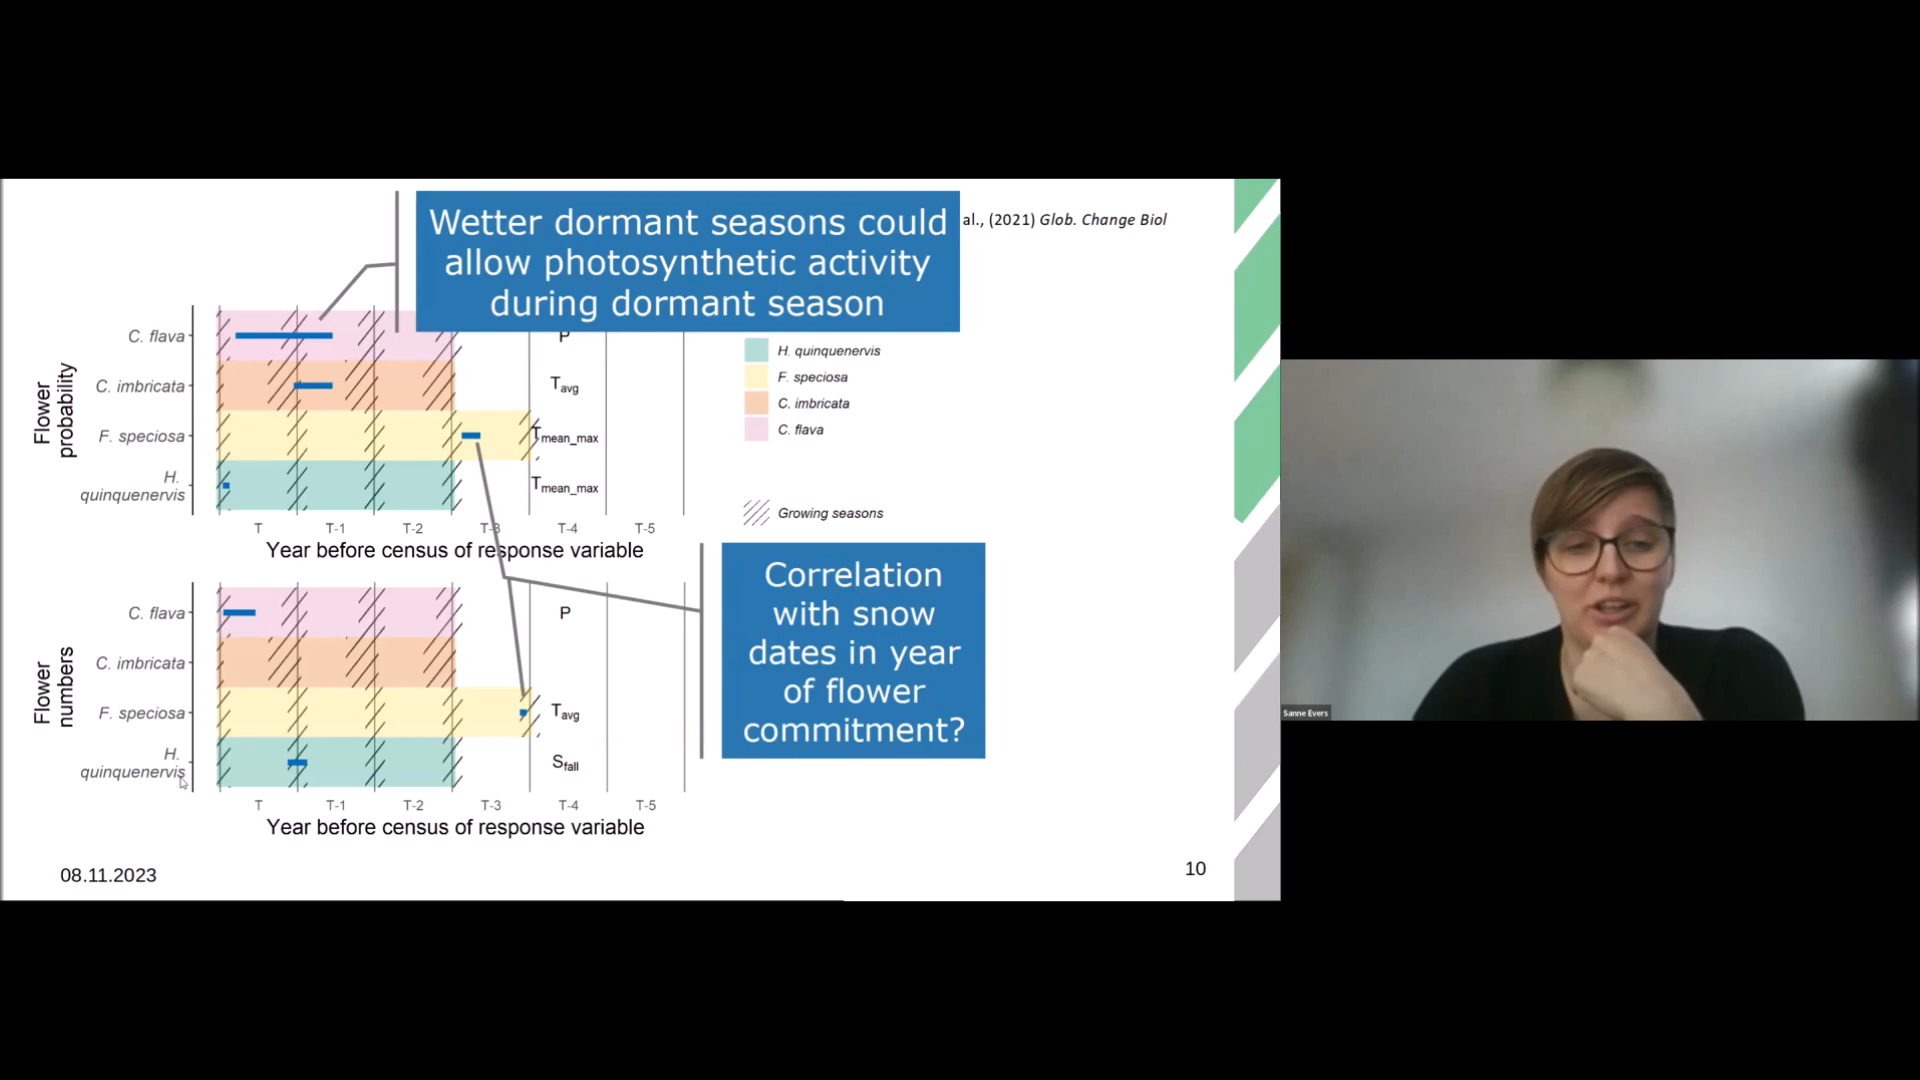 Wetter dormant seasons could
allow photosynthetic activity
during dormant season
al., (2021) Glob. Change Biol
Flower
probability
C. flava
C. imbricata
F. speciosa
H.
quinquenervis
P
Tavg
Tmean_max
Tmean_max
T T-1 T-2 T-3 T-4 T-5
Year before census of response variable
H. quinquenervis
F. speciosa
C. imbricata
C. flava
Growing seasons
Correlation
with snow
dates in year
of flower
commitment?
Flower
numbers
C. flava
C. imbricata
F. speciosa
H.
quinquenervis
P
Tavg
Sfall
T T-1 T-2 T-3 T-4 T-5
Year before census of response variable
08.11.2023
10
Sanne Evers